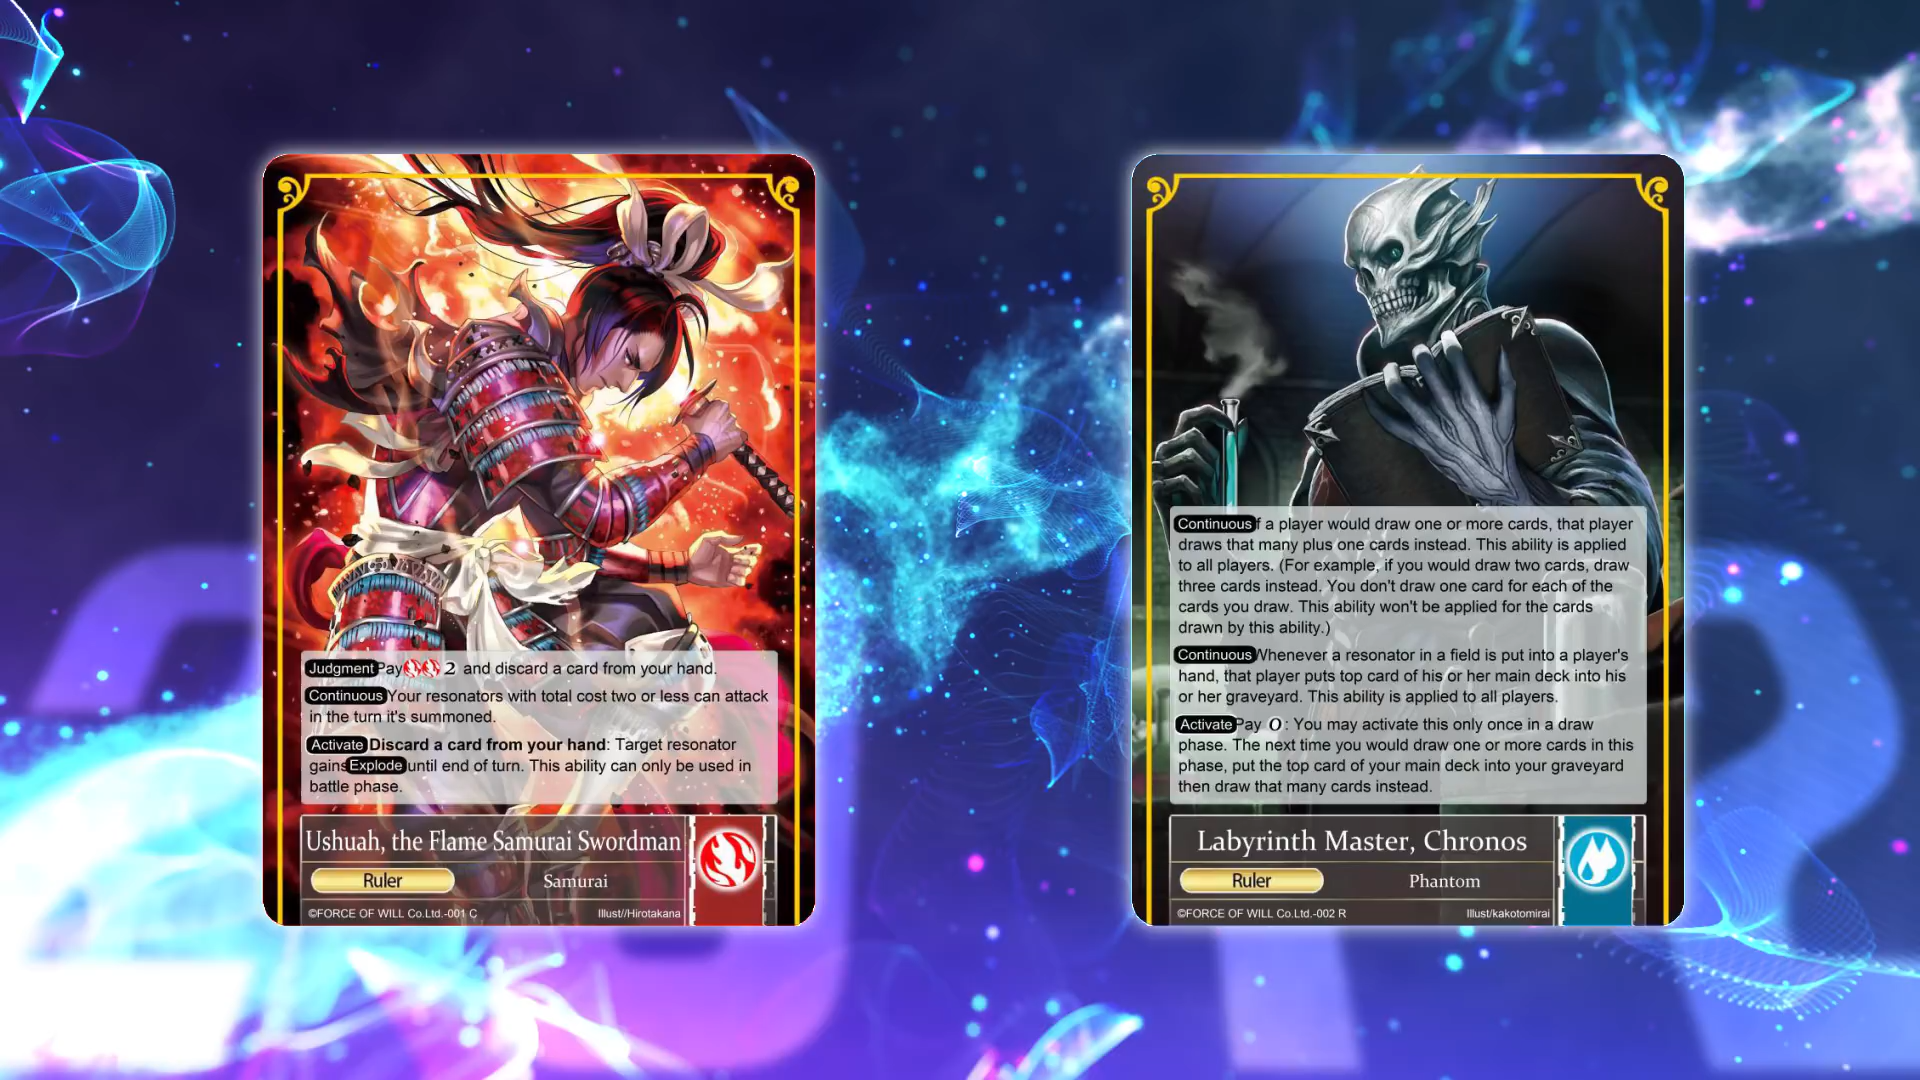 Judgment Pay 2 and discard a card from your hand.
Continuous Your resonators with total cost two or less can attack
in the turn it's summoned.
Activate Discard a card from your hand: Target resonator
gains Explode until end of turn. This ability can only be used in
battle phase.
Ushuah, the Flame Samurai Swordman
Ruler Samurai
©FORCE OF WILL Co.Ltd.-001 C Illust//Hirotakana
Continuous f a player would draw one or more cards, that player
draws that many plus one cards instead. This ability is applied
to all players. (For example, if you would draw two cards, draw
three cards instead. You don't draw one card for each of the
cards you draw. This ability won't be applied for the cards
drawn by this ability.)
Continuous Whenever a resonator in a field is put into a player's
hand, that player puts top card of his or her main deck into his
or her graveyard. This ability is applied to all players.
Activate Pay 0: You may activate this only once in a draw
phase. The next time you would draw one or more cards in this
phase, put the top card of your main deck into your graveyard
then draw that many cards instead.
Labyrinth Master, Chronos
Ruler Phantom
©FORCE OF WILL Co.Ltd.-002 R Illust/kakotomirai